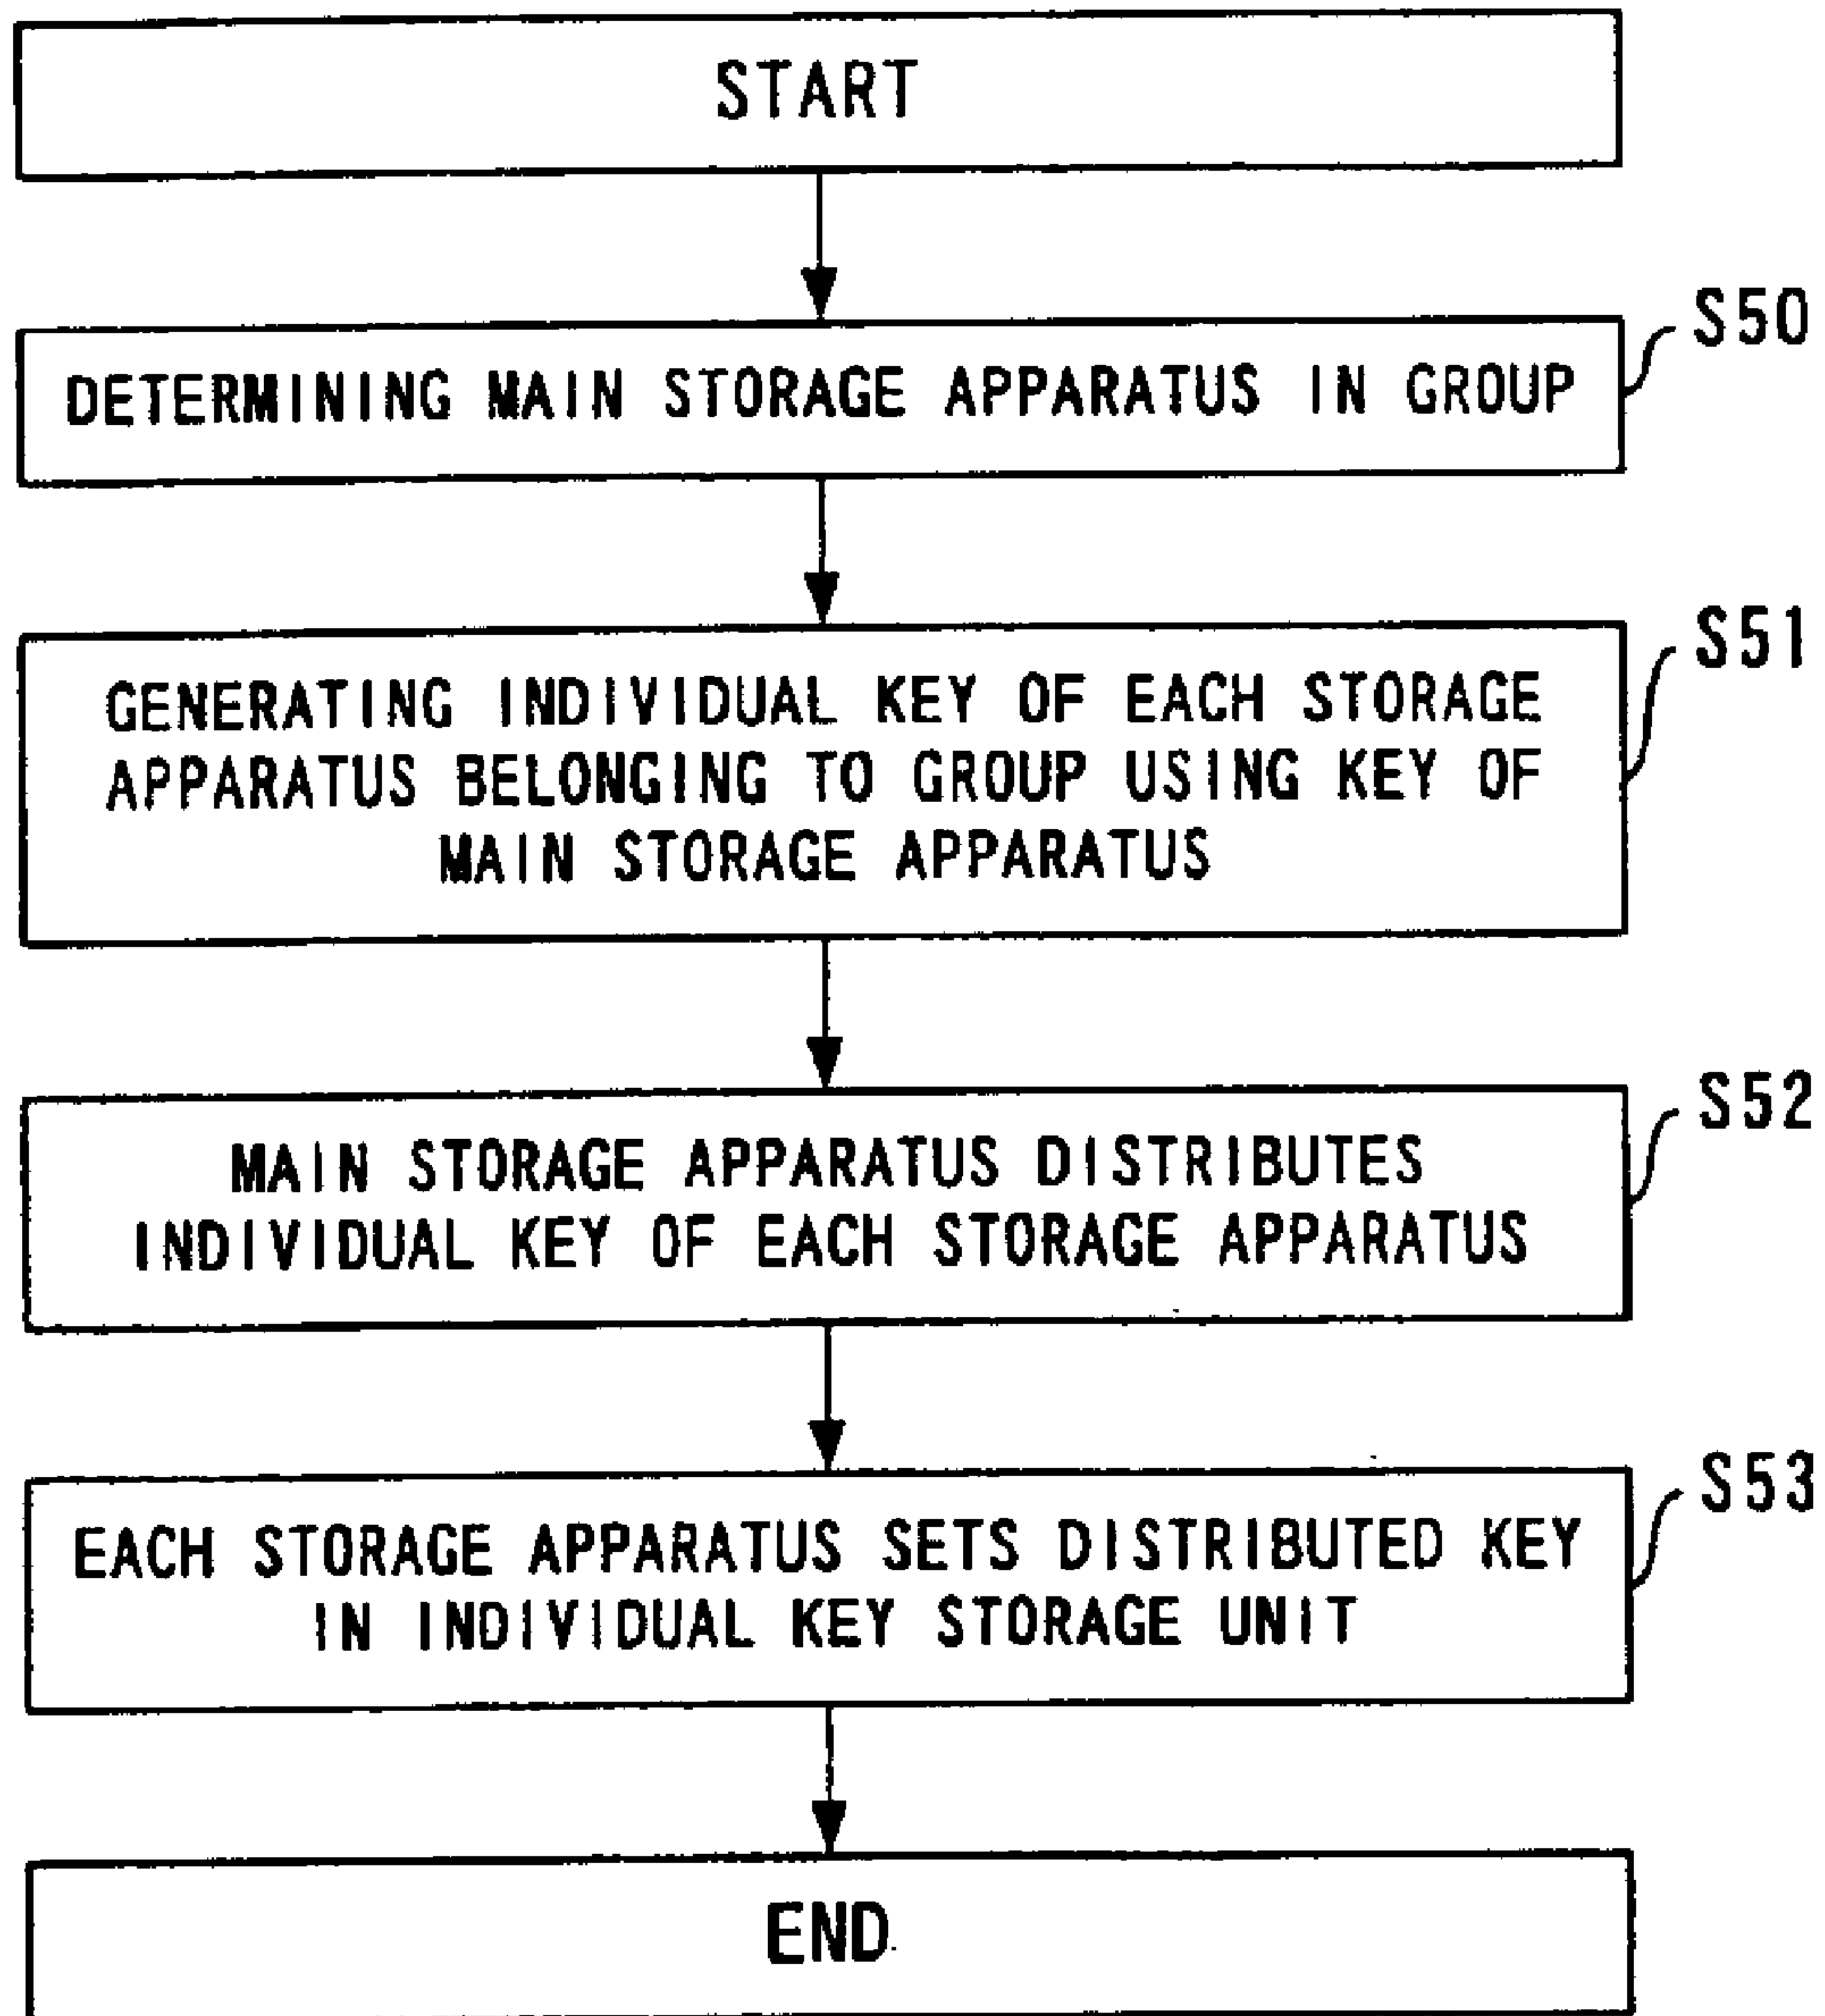 START
S50
DETERMINING MAIN STORAGE APPARATUS IN GROUP
S51
GENERATING INDIVIDUAL KEY OF EACH STORAGE
APPARATUS BELONGING TO GROUP USING KEY OF
MAIN STORAGE APPARATUS
S52
MAIN STORAGE APPARATUS DISTRIBUTES
INDIVIDUAL KEY OF EACH STORAGE APPARATUS
S53
EACH STORAGE APPARATUS SETS DISTRIBUTED KEY
IN INDIVIDUAL KEY STORAGE UNIT
END